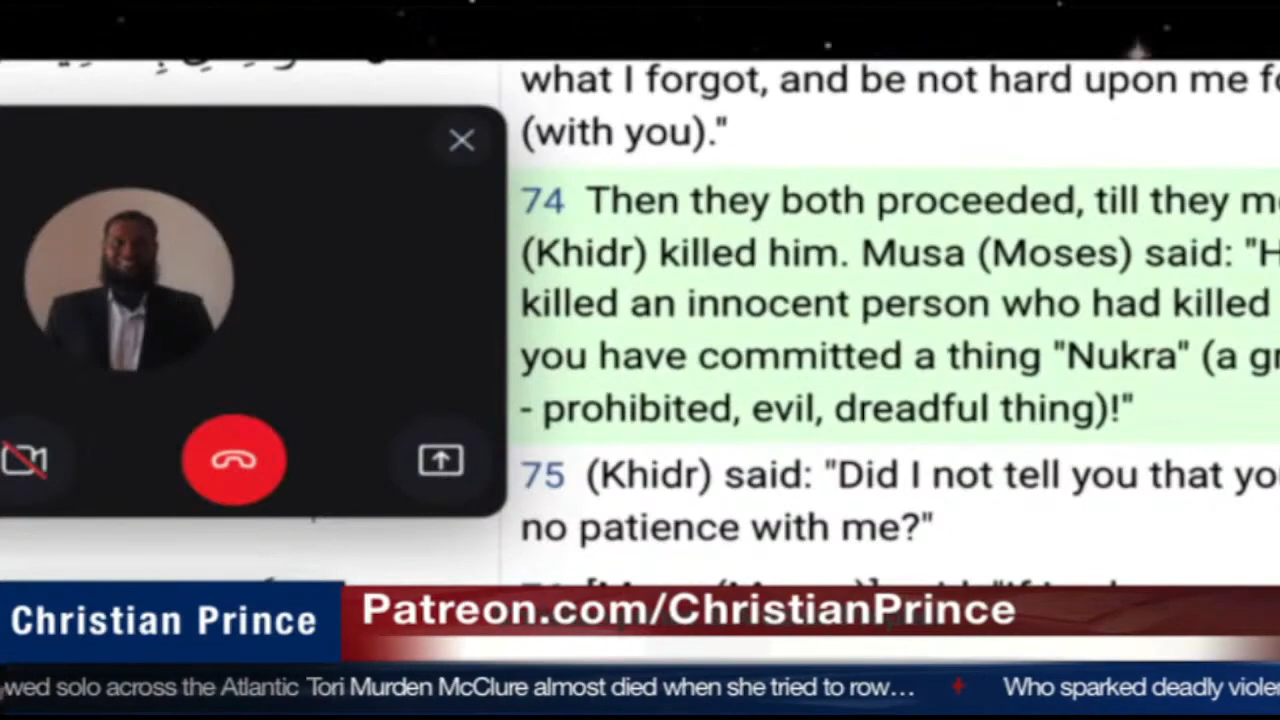 what I forgot, and be not hard upon me fo
(with you)."
74 Then they both proceeded, till they m
(Khidr) killed him. Musa (Moses) said: "H
killed an innocent person who had killed
you have committed a thing "Nukra" (a gr
- prohibited, evil, dreadful thing)!"
75 (Khidr) said: "Did I not tell you that yo
no patience with me?"
Christian Prince
Patreon.com/ChristianPrince
wed solo across the Atlantic Tori Murden McClure almost died when she tried to row… Who sparked deadly viole